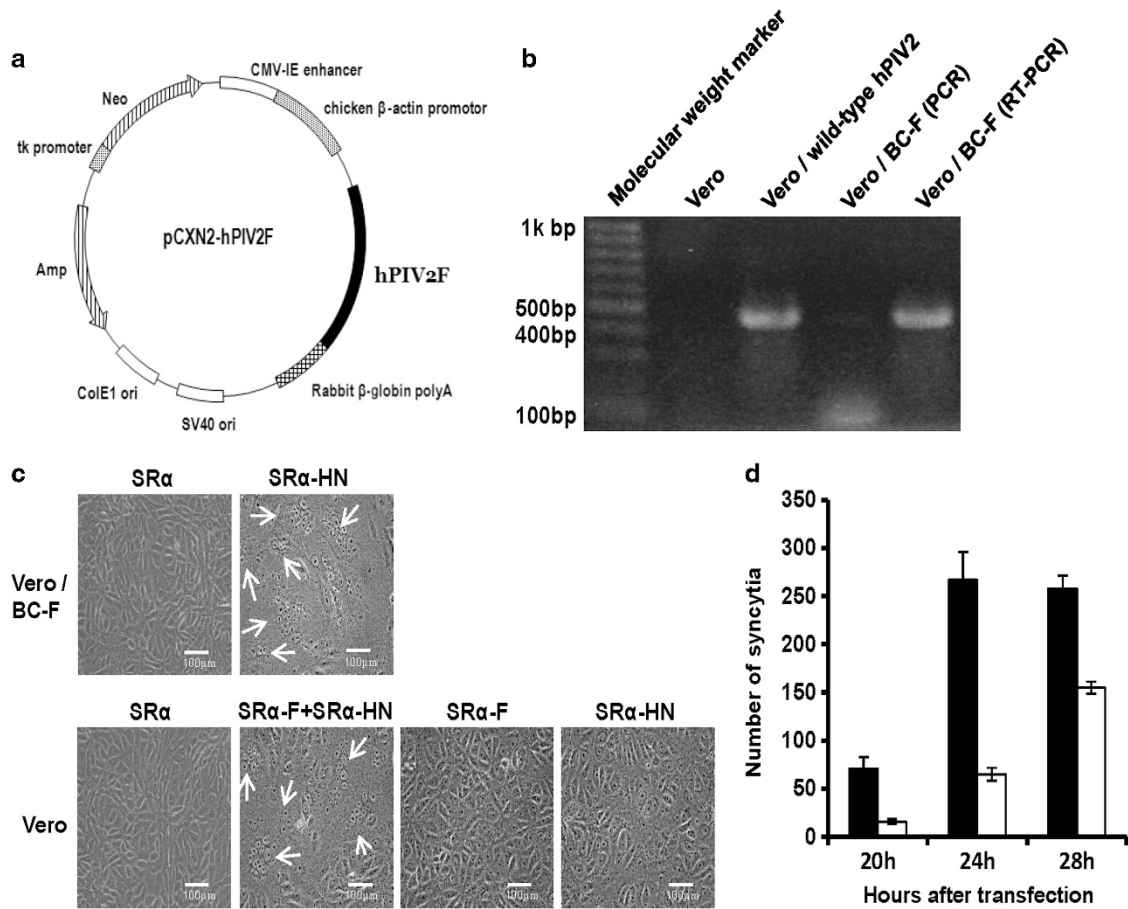 a
CMV-IE enhancer
Neo
chicken β-actin promotor
tk promoter
pCXN2-hPIV2F
hPIV2F
Amp
ColE1 ori
SV40 ori
Rabbit β-globin polyA
b
Molecular weight marker
Vero
Vero / wild-type hPIV2
Vero / BC-F (PCR)
Vero / BC-F (RT-PCR)
1k bp
500bp
400bp
100bp
c
SRα
SRα-HN
Vero /
BC-F
100μm
100μm
SRα
SRα-F+SRα-HN
SRα-F
SRα-HN
Vero
100μm
100μm
100μm
100μm
d
Number of syncytia
350
300
250
200
150
100
50
0
20h
24h
28h
Hours after transfection